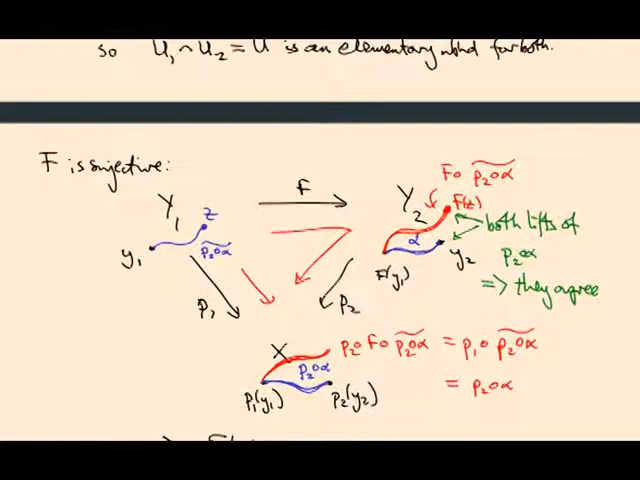 so U₁ ∩ U₂ = U is an elementary nbhd for both.
F is surjective:
F∘p₂∘α
F
Y₁
Y₂
z
F(z)
both lifts of
y₁
p₂∘α
α
y₂
p₂∘α
F(y₁)
=> they agree
p₁
p₂
X
p₂∘F∘p₂∘α = p₁∘p₂∘α
p₂∘α
= p₂∘α
p₁(y₁)
p₂(y₂)